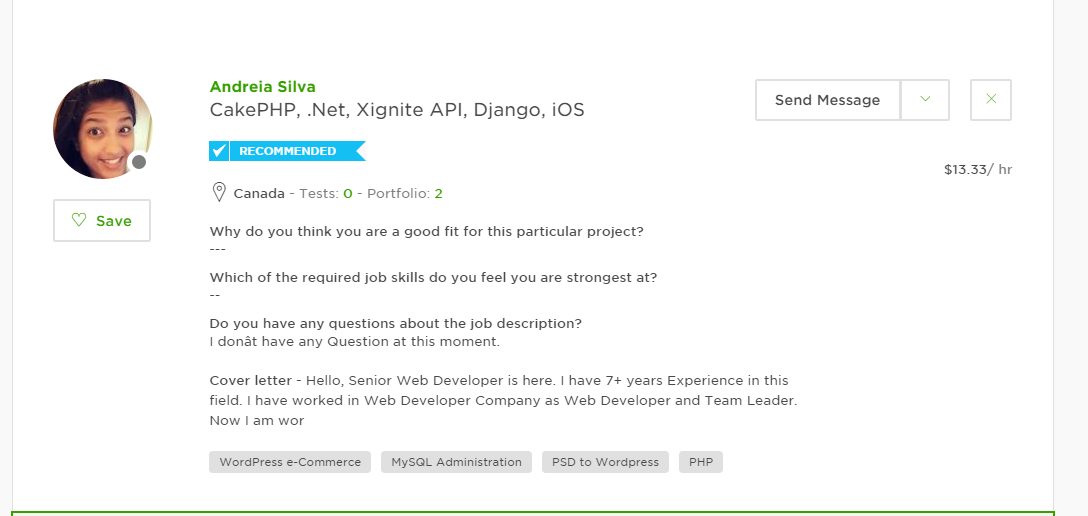 Andreia Silva
CakePHP, .Net, Xignite API, Django, iOS
Send Message
RECOMMENDED
$13.33/ hr
Canada - Tests: 0 - Portfolio: 2
Save
Why do you think you are a good fit for this particular project?
---
Which of the required job skills do you feel you are strongest at?
--
Do you have any questions about the job description?
I donât have any Question at this moment.
Cover letter - Hello, Senior Web Developer is here. I have 7+ years Experience in this
field. I have worked in Web Developer Company as Web Developer and Team Leader.
Now I am wor
WordPress e-Commerce
MySQL Administration
PSD to Wordpress
PHP